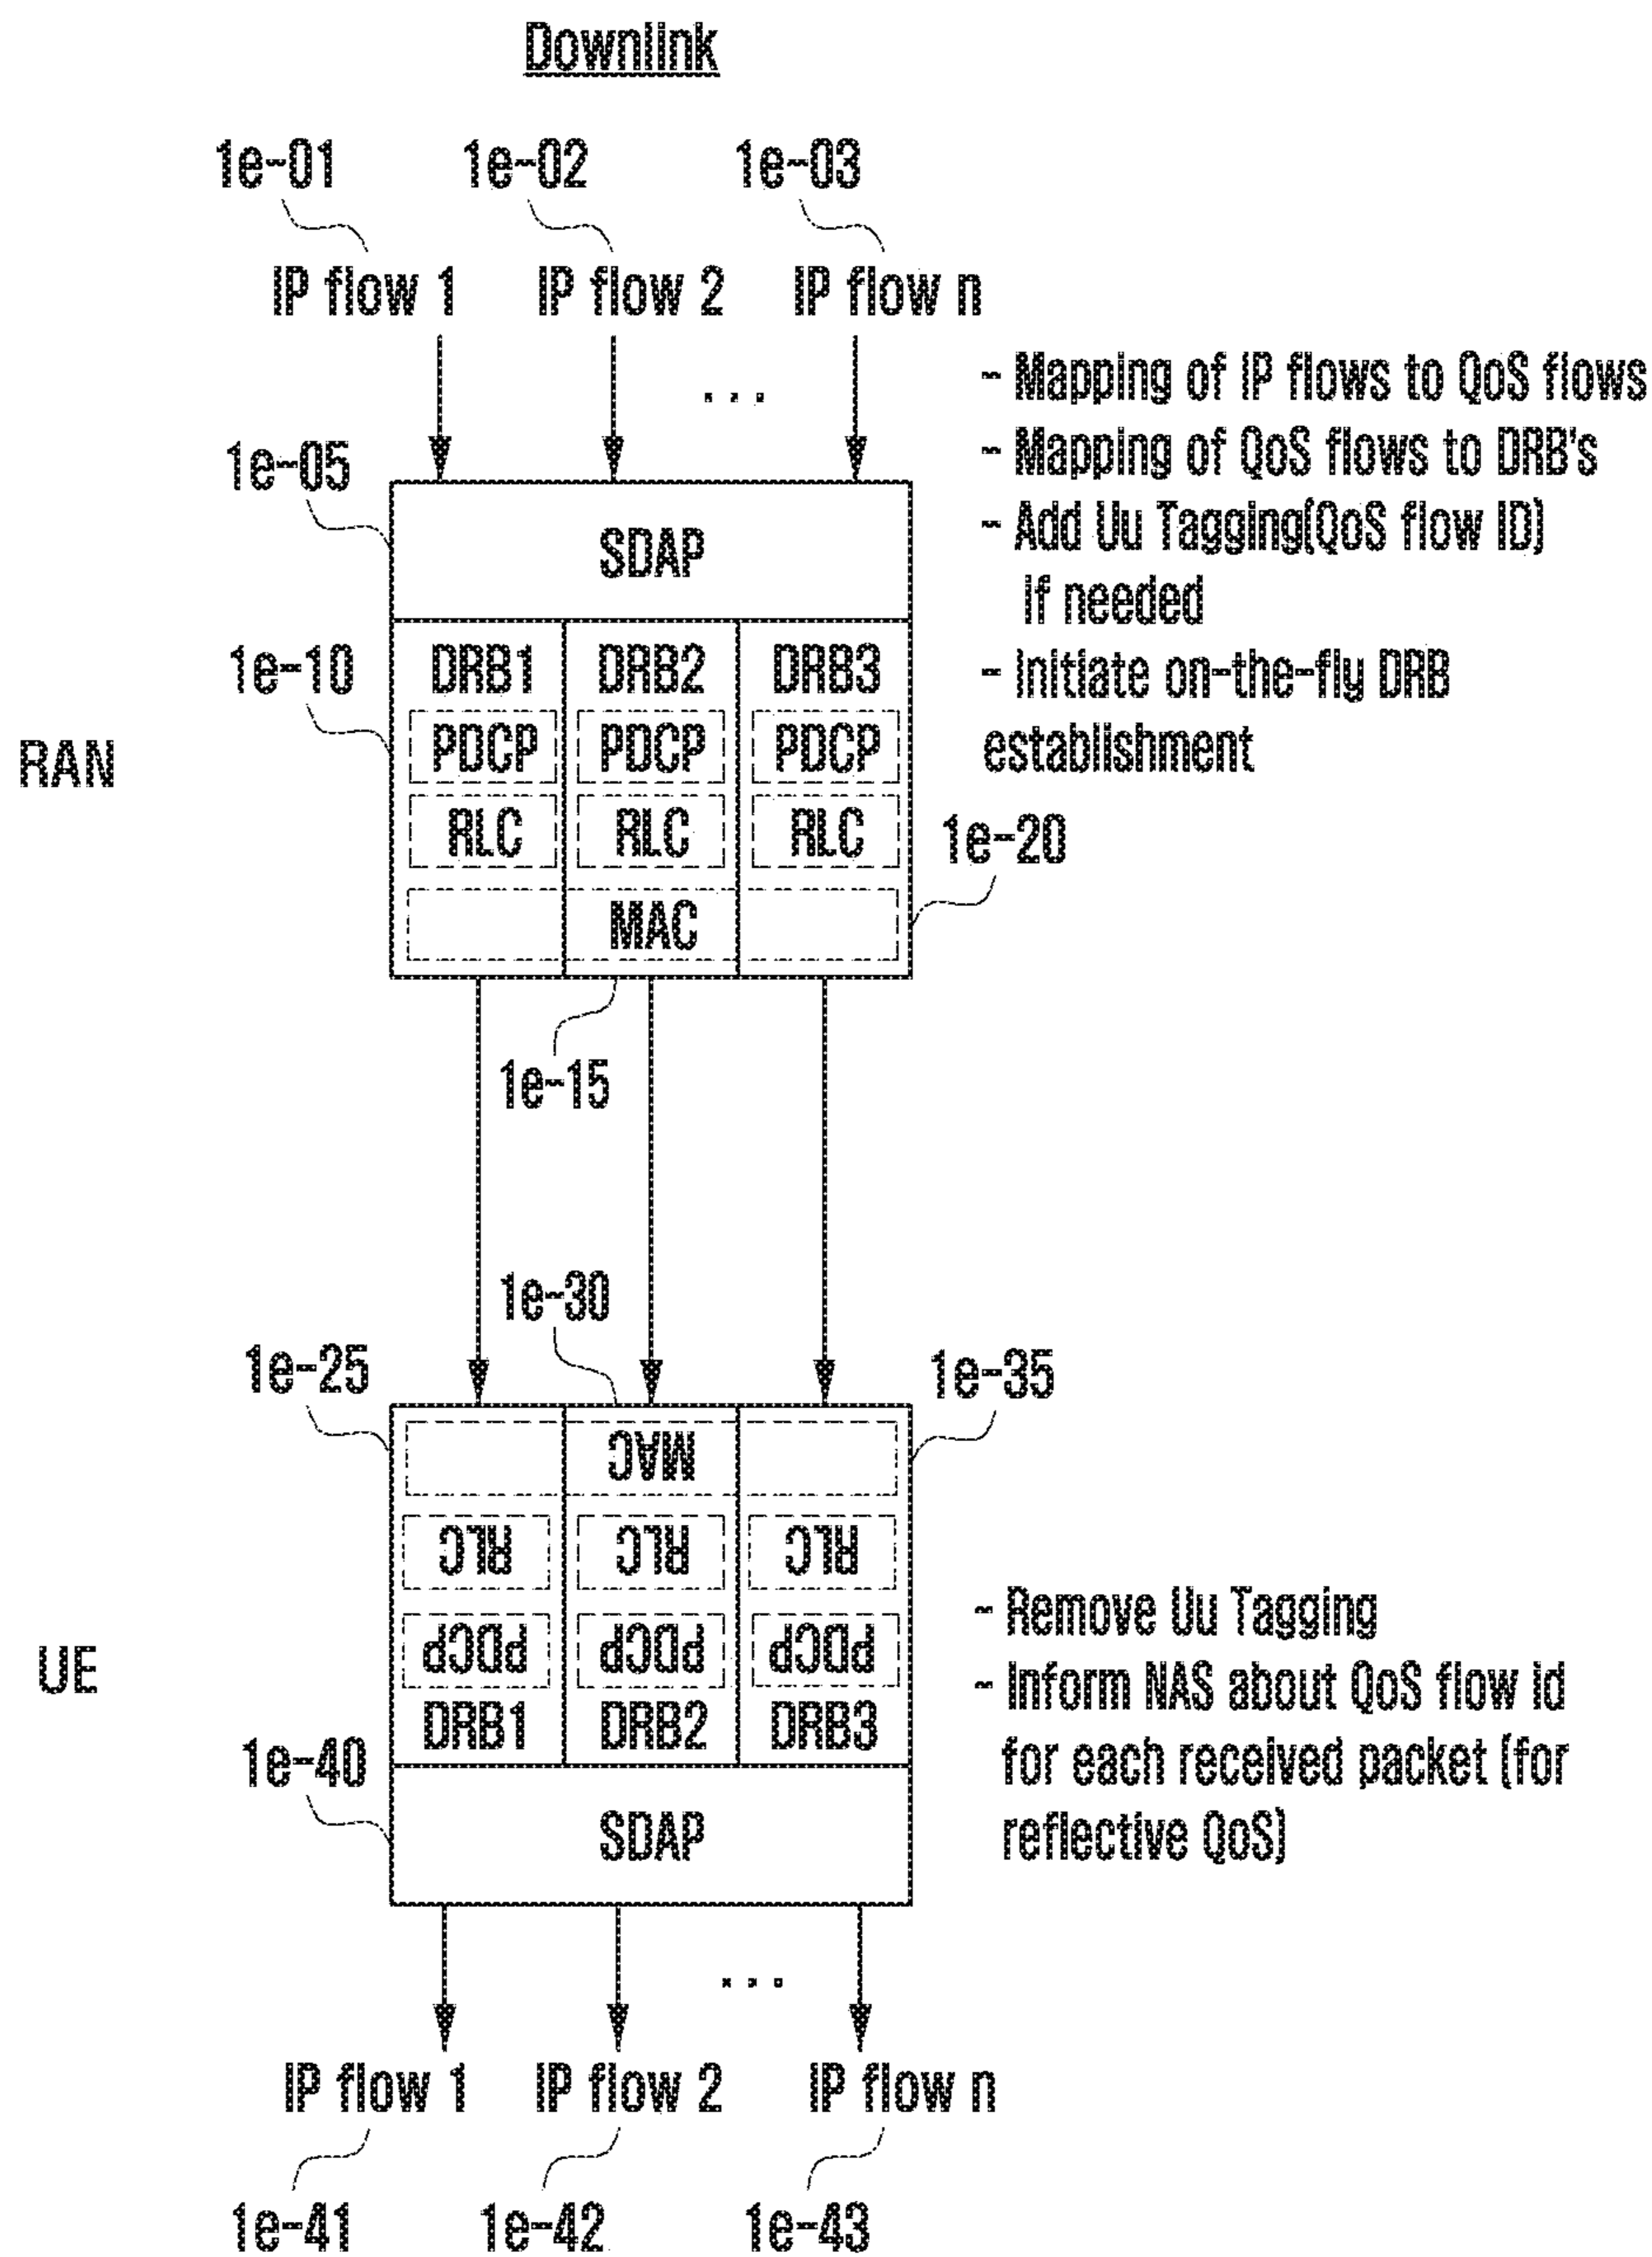 Downlink
1e-01 1e-02 1e-03
IP flow 1 IP flow 2 IP flow n
...
- Mapping of IP flows to QoS flows
- Mapping of QoS flows to DRB's
- Add Uu Tagging(QoS flow ID)
if needed
- Initiate on-the-fly DRB
establishment
1e-05
SDAP
1e-10
DRB1 DRB2 DRB3
PDCP PDCP PDCP
RAN
RLC RLC RLC
1e-20
MAC
1e-15
1e-30
1e-25
1e-35
MAC
RLC RLC RLC
PDCP PDCP PDCP
UE
DRB1 DRB2 DRB3
- Remove Uu Tagging
- Inform NAS about QoS flow id
for each received packet (for
reflective QoS)
1e-40
SDAP
...
IP flow 1 IP flow 2 IP flow n
1e-41 1e-42 1e-43